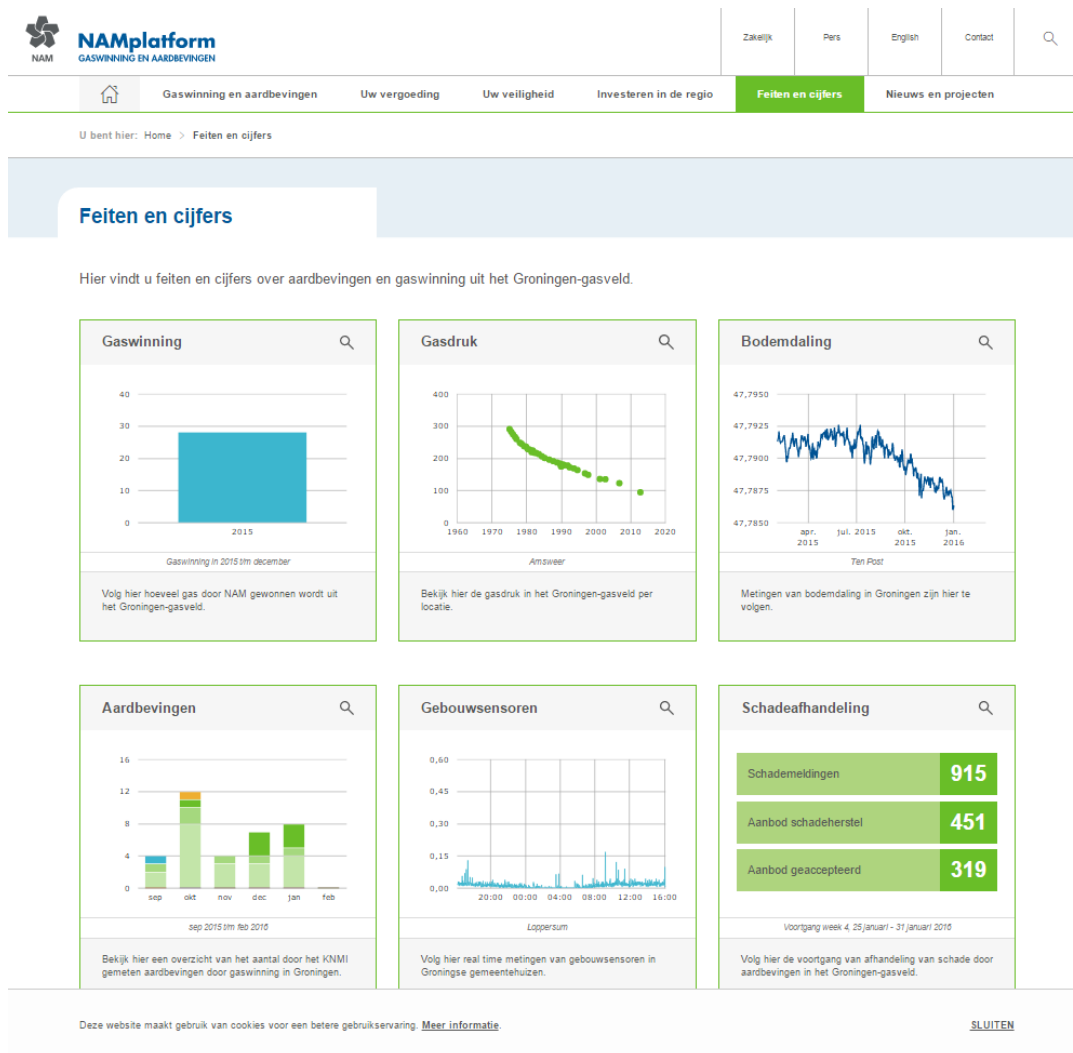 NAM
NAMplatform
GASWINNING EN AARDBEVINGEN
Zakelijk
Pers
English
Contact
Gaswinning en aardbevingen
Uw vergoeding
Uw veiligheid
Investeren in de regio
Feiten en cijfers
Nieuws en projecten
U bent hier: Home > Feiten en cijfers
Feiten en cijfers
Hier vindt u feiten en cijfers over aardbevingen en gaswinning uit het Groningen-gasveld.
Gaswinning
40
30
20
10
0
2015
Gaswinning in 2015 t/m december
Volg hier hoeveel gas door NAM gewonnen wordt uit
het Groningen-gasveld.
Gasdruk
400
300
200
100
0
1960 1970 1980 1990 2000 2010 2020
Amsweer
Bekijk hier de gasdruk in het Groningen-gasveld per
locatie.
Bodemdaling
47,7950
47,7925
47,7900
47,7875
47,7850
apr. jul. 2015 okt. jan.
2015 2015 2016
Ten Post
Metingen van bodemdaling in Groningen zijn hier te
volgen.
Aardbevingen
16
12
8
4
0
sep okt nov dec jan feb
sep 2015 t/m feb 2016
Bekijk hier een overzicht van het aantal door het KNMI
gemeten aardbevingen door gaswinning in Groningen.
Gebouwsensoren
0,60
0,45
0,30
0,15
0,00
20:00 00:00 04:00 08:00 12:00 16:00
Loppersum
Volg hier real time metingen van gebouwsensoren in
Groningse gemeentehuizen.
Schadeafhandeling
Schademeldingen 915
Aanbod schadeherstel 451
Aanbod geaccepteerd 319
Voortgang week 4, 25 januari - 31 januari 2016
Volg hier de voortgang van afhandeling van schade door
aardbevingen in het Groningen-gasveld.
Deze website maakt gebruik van cookies voor een betere gebruikservaring. Meer informatie.
SLUITEN